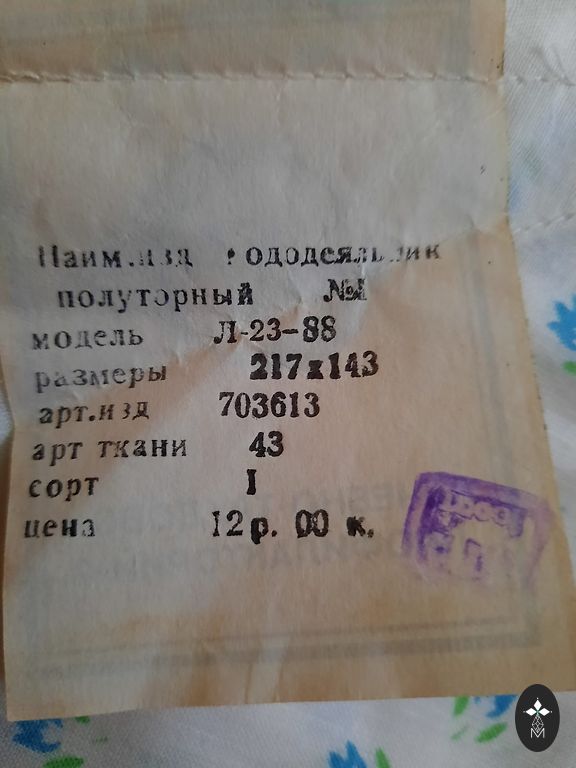 Наим.изд пододеяльник
полуторный №1
модель Л-23-88
размеры 217х143
арт.изд 703613
арт ткани 43
сорт I
цена 12р. 00 к.
М